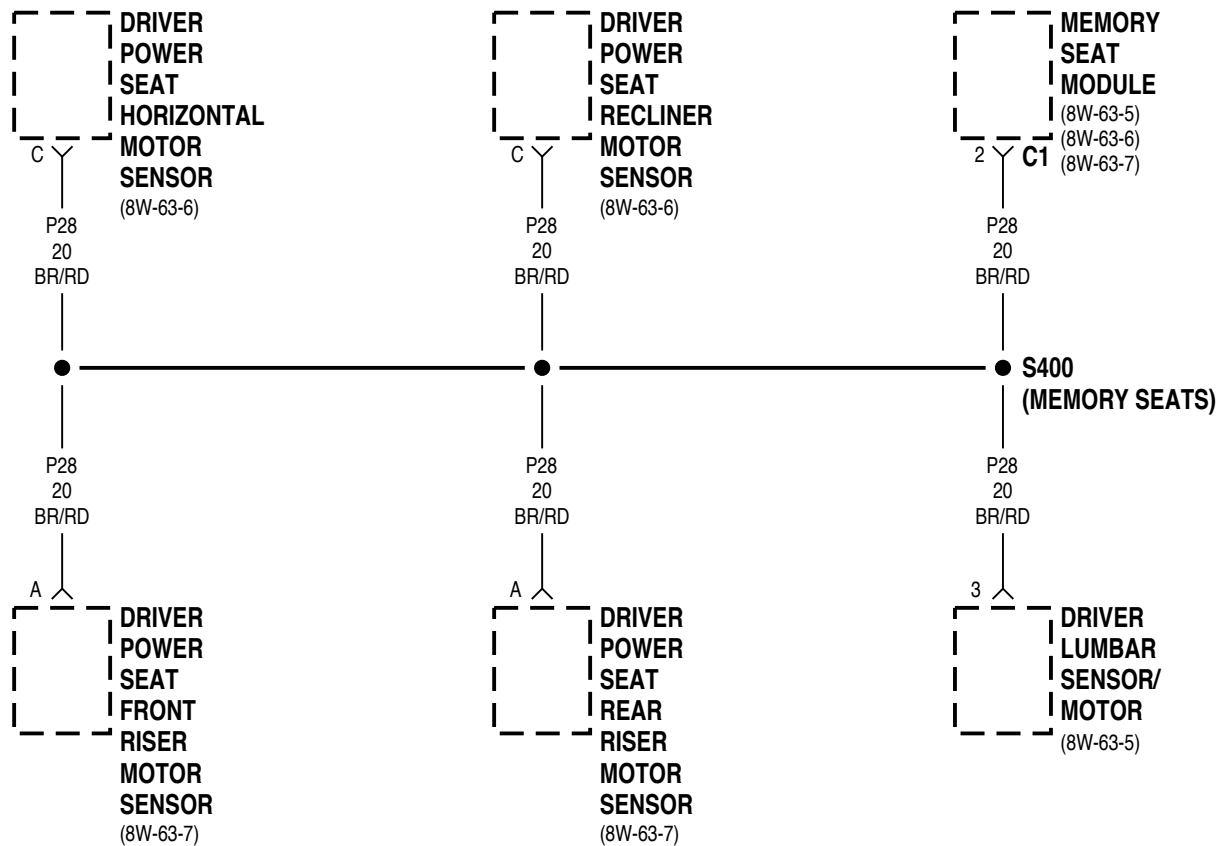 DRIVER
POWER
SEAT
HORIZONTAL
MOTOR
SENSOR
(8W-63-6)
C
P28
20
BR/RD
DRIVER
POWER
SEAT
RECLINER
MOTOR
SENSOR
(8W-63-6)
C
P28
20
BR/RD
MEMORY
SEAT
MODULE
(8W-63-5)
(8W-63-6)
(8W-63-7)
2
C1
P28
20
BR/RD
S400
(MEMORY SEATS)
P28
20
BR/RD
A
DRIVER
POWER
SEAT
FRONT
RISER
MOTOR
SENSOR
(8W-63-7)
P28
20
BR/RD
A
DRIVER
POWER
SEAT
REAR
RISER
MOTOR
SENSOR
(8W-63-7)
P28
20
BR/RD
3
DRIVER
LUMBAR
SENSOR/
MOTOR
(8W-63-5)